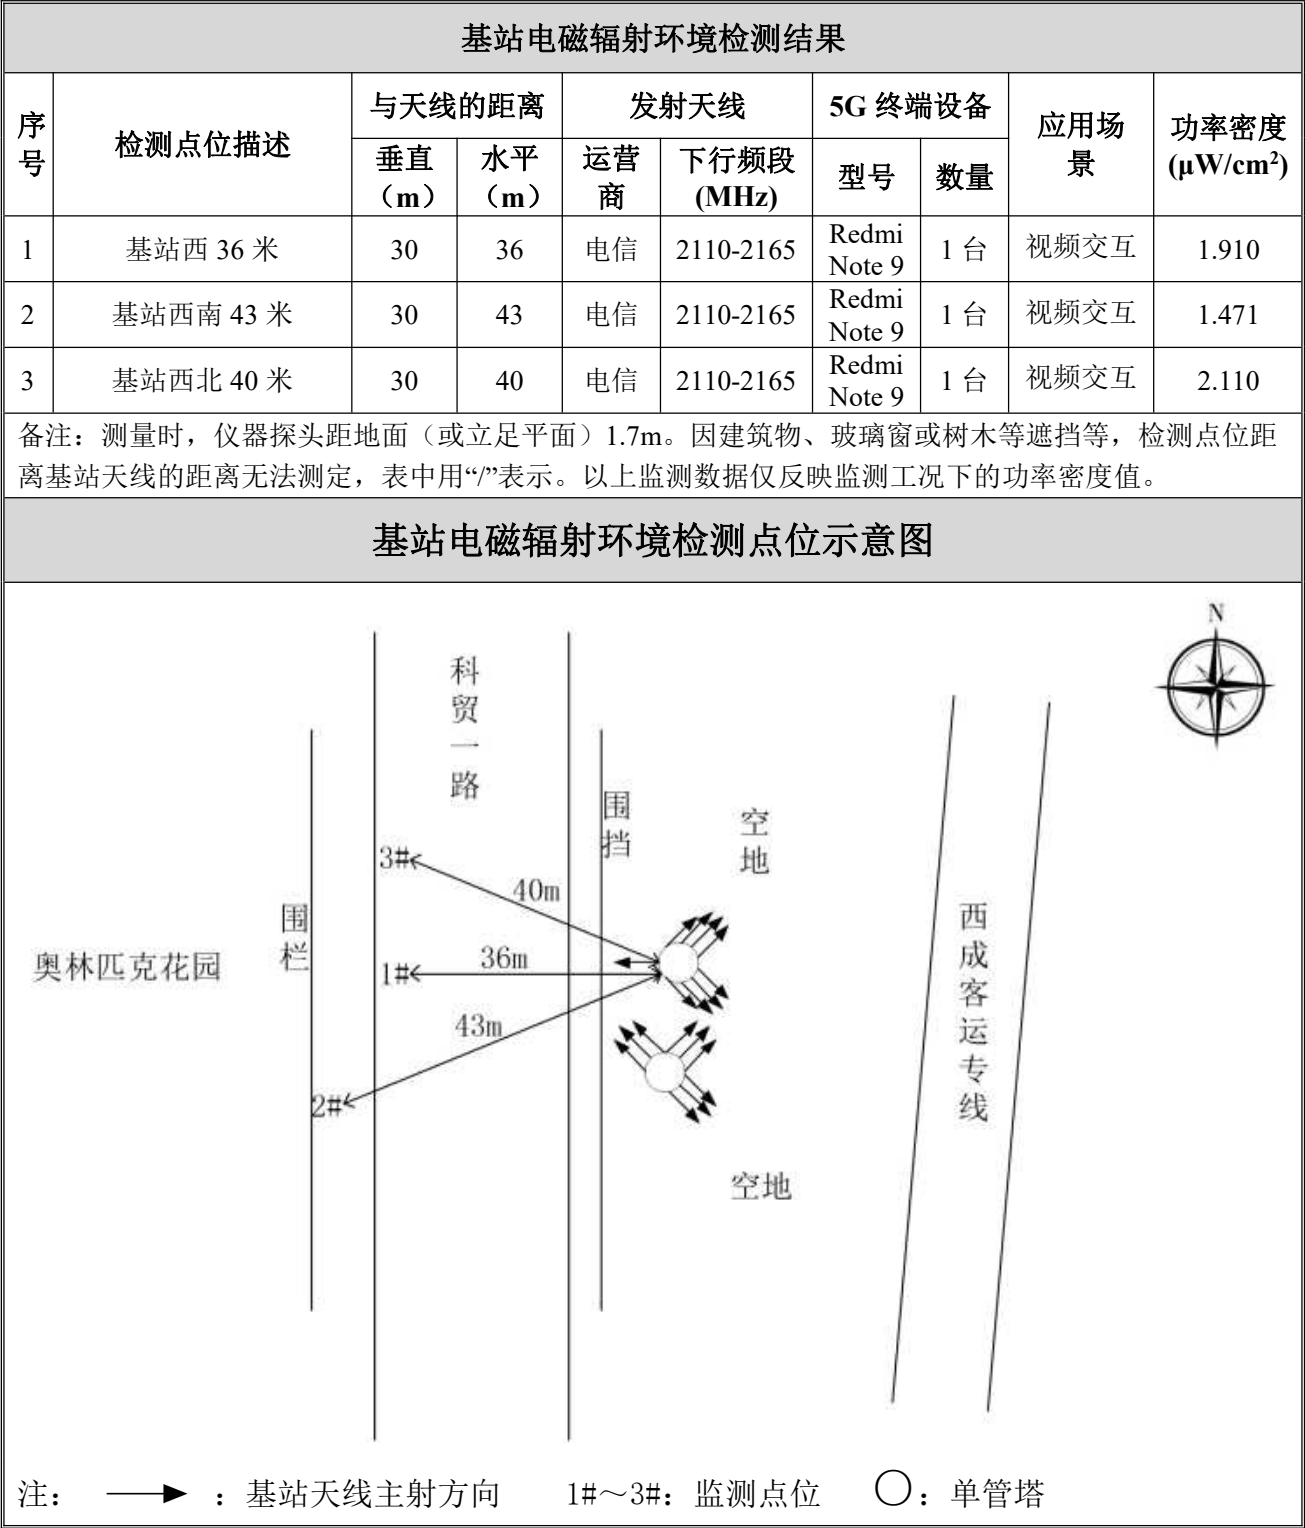 基站电磁辐射环境检测结果
序号 检测点位描述 与天线的距离 发射天线 5G 终端设备 应用场景 功率密度(μW/cm²)
垂直（m） 水平（m） 运营商 下行频段(MHz) 型号 数量
1 基站西 36 米 30 36 电信 2110-2165 Redmi Note 9 1 台 视频交互 1.910
2 基站西南 43 米 30 43 电信 2110-2165 Redmi Note 9 1 台 视频交互 1.471
3 基站西北 40 米 30 40 电信 2110-2165 Redmi Note 9 1 台 视频交互 2.110
备注：测量时，仪器探头距地面（或立足平面）1.7m。因建筑物、玻璃窗或树木等遮挡等，检测点位距
离基站天线的距离无法测定，表中用“/”表示。以上监测数据仅反映监测工况下的功率密度值。
基站电磁辐射环境检测点位示意图
N
科贸一路
围挡
空地
3#
40m
围栏
西成客运专线
奥林匹克花园
1#
36m
43m
2#
空地
注： ：基站天线主射方向 1#～3#：监测点位 ：单管塔